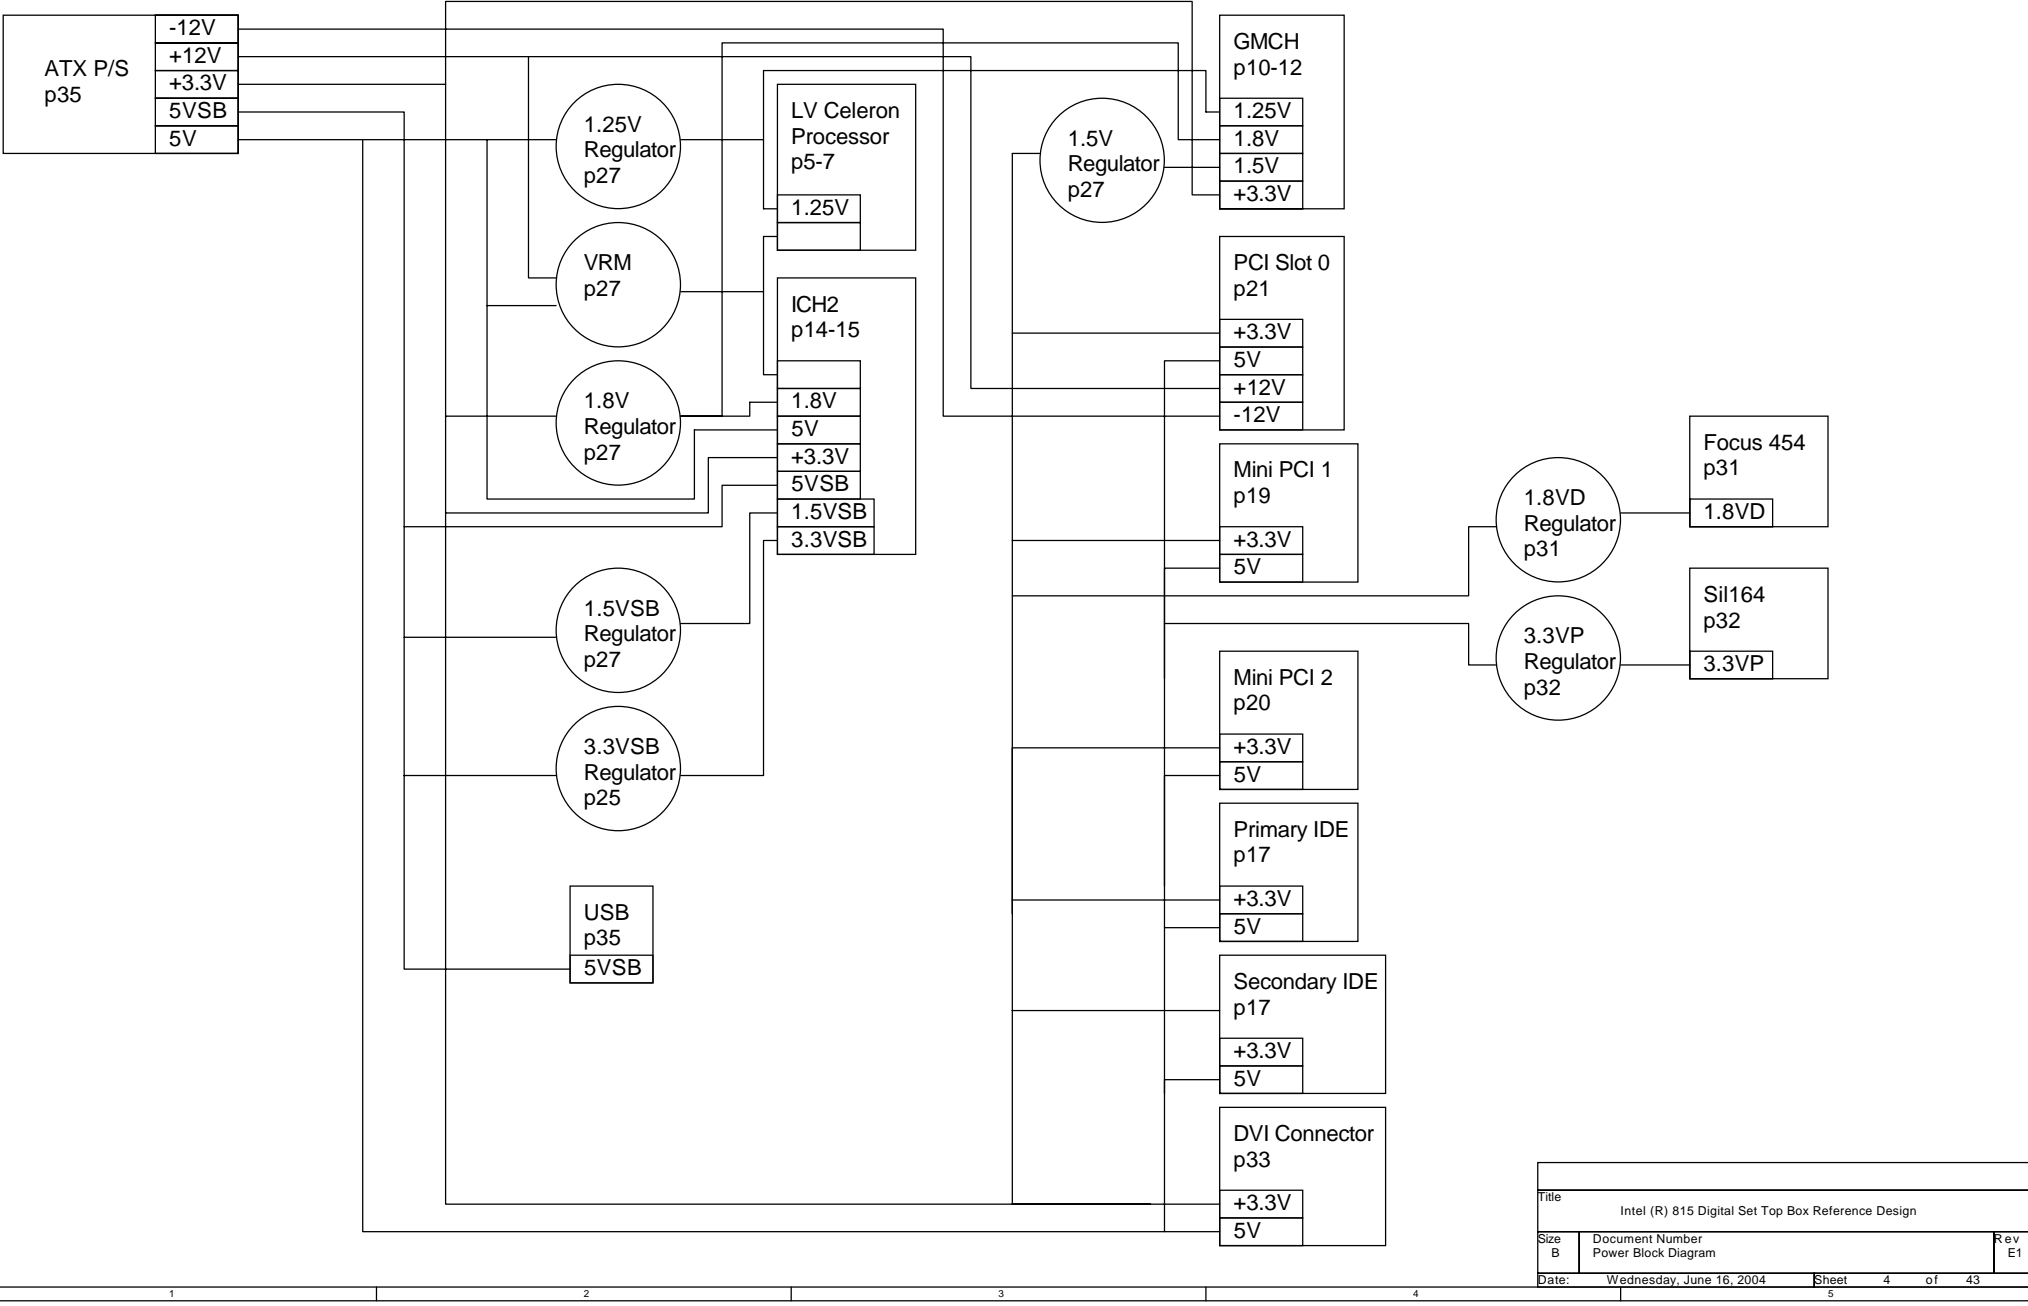 ATX P/S
p35
-12V
+12V
+3.3V
5VSB
5V
1.25V
Regulator
p27
VRM
p27
1.8V
Regulator
p27
1.5VSB
Regulator
p27
3.3VSB
Regulator
p25
USB
p35
5VSB
LV Celeron
Processor
p5-7
1.25V
ICH2
p14-15
1.8V
5V
+3.3V
5VSB
1.5VSB
3.3VSB
1.5V
Regulator
p27
GMCH
p10-12
1.25V
1.8V
1.5V
+3.3V
PCI Slot 0
p21
+3.3V
5V
+12V
-12V
Mini PCI 1
p19
+3.3V
5V
Mini PCI 2
p20
+3.3V
5V
Primary IDE
p17
+3.3V
5V
Secondary IDE
p17
+3.3V
5V
DVI Connector
p33
+3.3V
5V
1.8VD
Regulator
p31
3.3VP
Regulator
p32
Focus 454
p31
1.8VD
SiI164
p32
3.3VP
Title
Intel (R) 815 Digital Set Top Box Reference Design
Size Document Number Rev
B Power Block Diagram E1
Date: Wednesday, June 16, 2004 Sheet 4 of 43
1 2 3 4 5